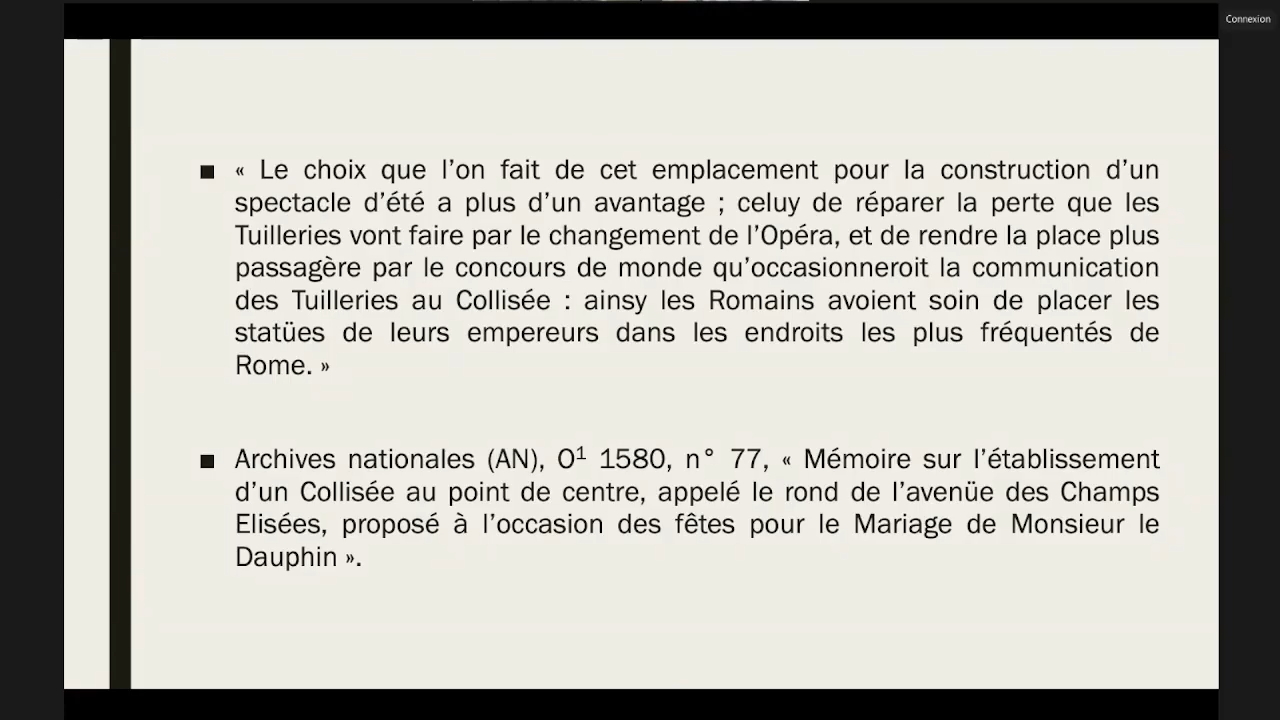 Connexion
■ « Le choix que l’on fait de cet emplacement pour la construction d’un
spectacle d’été a plus d’un avantage ; celuy de réparer la perte que les
Tuilleries vont faire par le changement de l’Opéra, et de rendre la place plus
passagère par le concours de monde qu’occasionneroit la communication
des Tuilleries au Collisée : ainsy les Romains avoient soin de placer les
statües de leurs empereurs dans les endroits les plus fréquentés de
Rome. »
■ Archives nationales (AN), O¹ 1580, n° 77, « Mémoire sur l’établissement
d’un Collisée au point de centre, appelé le rond de l’avenüe des Champs
Elisées, proposé à l’occasion des fêtes pour le Mariage de Monsieur le
Dauphin ».